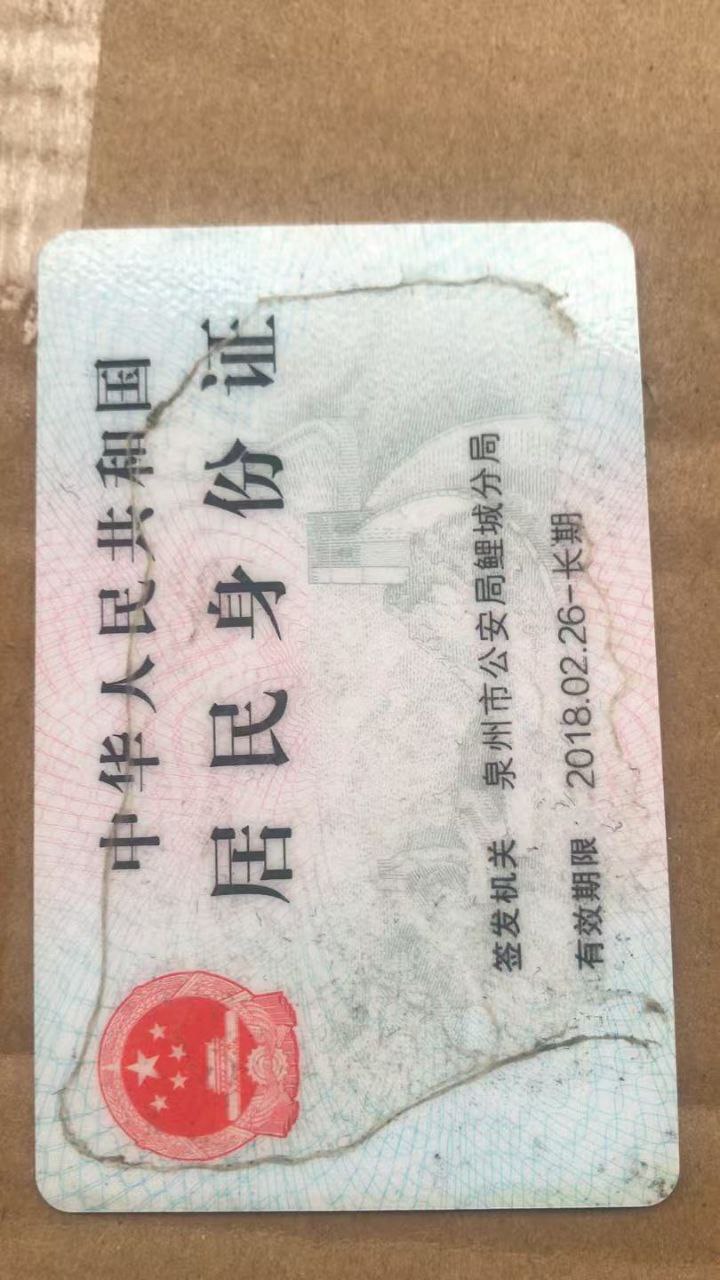 中华人民共和国
居民身份证
签发机关 泉州市公安局鲤城分局
有效期限 2018.02.26-长期